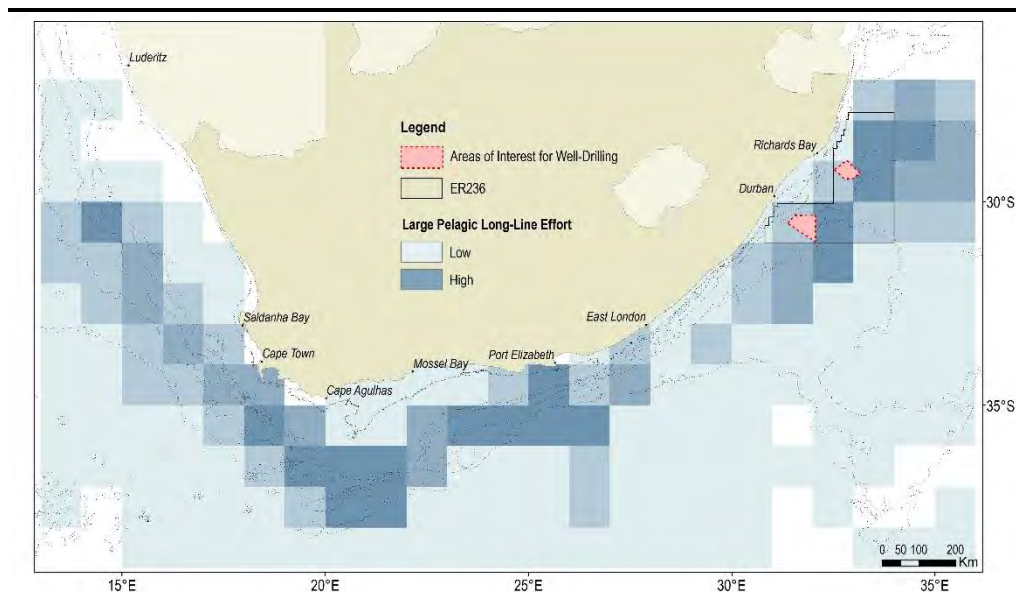 Luderitz
Legend
Areas of Interest for Well-Drilling
ER236
Large Pelagic Long-Line Effort
Low
High
Richards Bay
Durban
30°S
Saldanha Bay
Cape Town
East London
Port Elizabeth
Mossel Bay
Cape Agulhas
35°S
0 50 100 200
Km
15°E 20°E 25°E 30°E 35°E